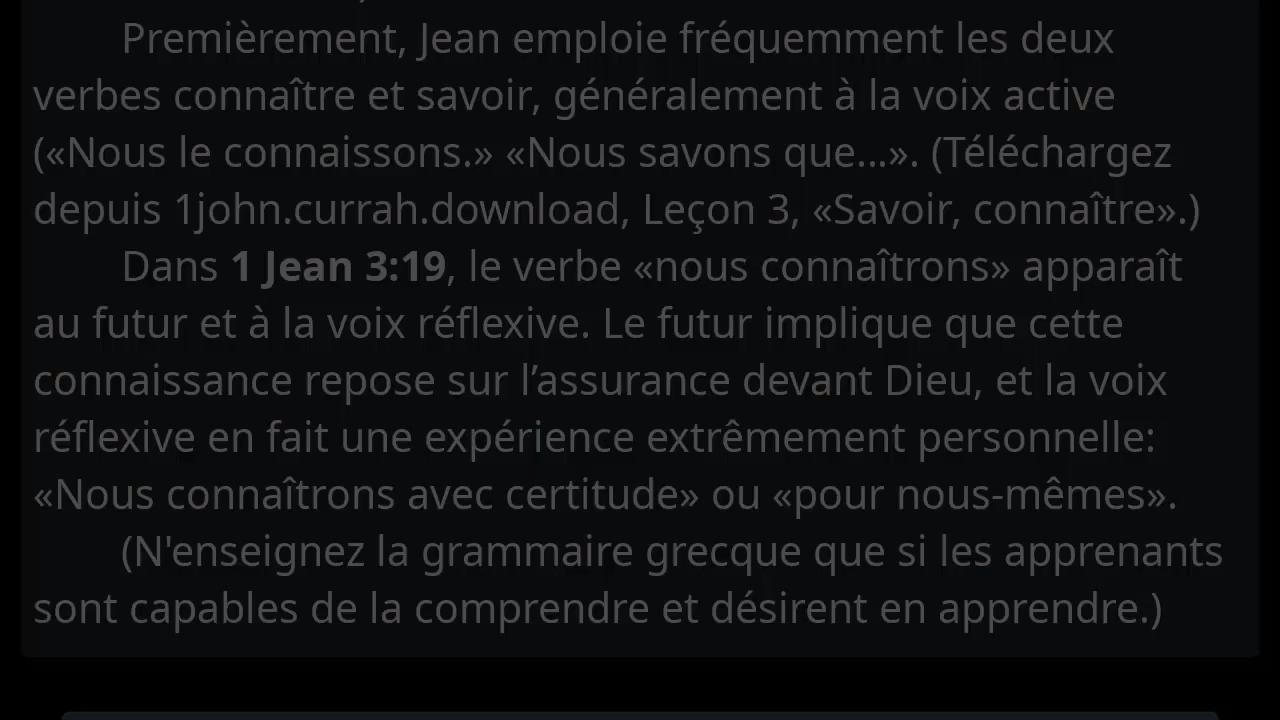 Premièrement, Jean emploie fréquemment les deux
verbes connaître et savoir, généralement à la voix active
(«Nous le connaissons.» «Nous savons que...». (Téléchargez
depuis 1john.currah.download, Leçon 3, «Savoir, connaître».)
Dans 1 Jean 3:19, le verbe «nous connaîtrons» apparaît
au futur et à la voix réflexive. Le futur implique que cette
connaissance repose sur l’assurance devant Dieu, et la voix
réflexive en fait une expérience extrêmement personnelle:
«Nous connaîtrons avec certitude» ou «pour nous-mêmes».
(N'enseignez la grammaire grecque que si les apprenants
sont capables de la comprendre et désirent en apprendre.)